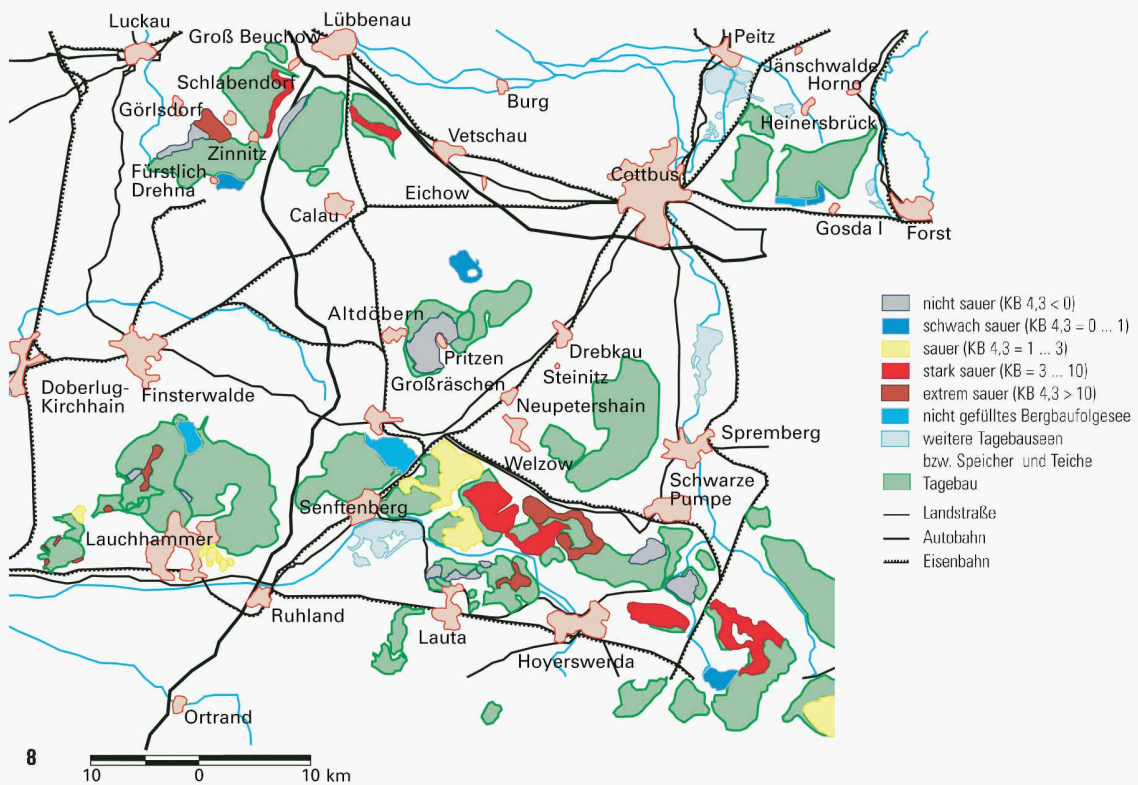 Luckau
Lübbenau
Groß Beuchow
Peitz
Jänschwalde
Horno
Schlabendorf
Görlsdorf
Burg
Heinersbrück
Vetschau
Zinnitz
Fürstlich
Drehna
Cottbus
Eichow
Calau
Gosda I
Forst
Altdöbern
Pritzen
Drebkau
Großräschen
Steinitz
Doberlug-
Kirchhain
Finsterwalde
Neupetershain
Spremberg
Welzow
Schwarze
Pumpe
Senftenberg
Lauchhammer
Ruhland
Lauta
Hoyerswerda
Ortrand
nicht sauer (KB 4,3 < 0)
schwach sauer (KB 4,3 = 0 ... 1)
sauer (KB 4,3 = 1 ... 3)
stark sauer (KB = 3 ... 10)
extrem sauer (KB 4,3 > 10)
nicht gefülltes Bergbaufolgesee
weitere Tagebauseen
bzw. Speicher und Teiche
Tagebau
Landstraße
Autobahn
Eisenbahn
8
10 0 10 km